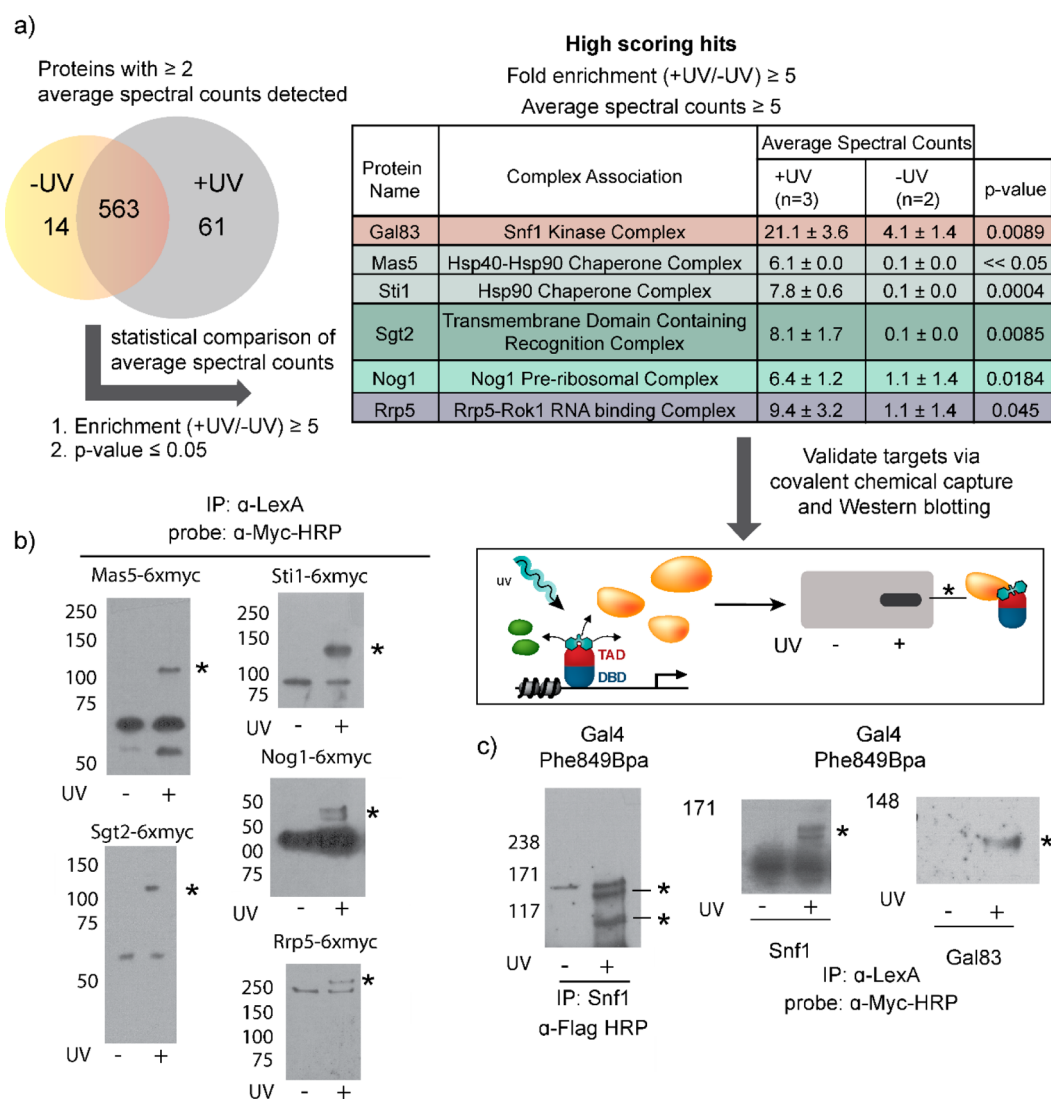 a)
Proteins with ≥ 2
average spectral counts detected
-UV
14
563
+UV
61
statistical comparison of
average spectral counts
1. Enrichment (+UV/-UV) ≥ 5
2. p-value ≤ 0.05
High scoring hits
Fold enrichment (+UV/-UV) ≥ 5
Average spectral counts ≥ 5
Average Spectral Counts
Protein Name Complex Association +UV (n=3) -UV (n=2) p-value
Gal83 Snf1 Kinase Complex 21.1 ± 3.6 4.1 ± 1.4 0.0089
Mas5 Hsp40-Hsp90 Chaperone Complex 6.1 ± 0.0 0.1 ± 0.0 << 0.05
Sti1 Hsp90 Chaperone Complex 7.8 ± 0.6 0.1 ± 0.0 0.0004
Sgt2 Transmembrane Domain Containing Recognition Complex 8.1 ± 1.7 0.1 ± 0.0 0.0085
Nog1 Nog1 Pre-ribosomal Complex 6.4 ± 1.2 1.1 ± 1.4 0.0184
Rrp5 Rrp5-Rok1 RNA binding Complex 9.4 ± 3.2 1.1 ± 1.4 0.045
Validate targets via
covalent chemical capture
and Western blotting
uv
TAD
DBD
*
UV - +
b)
IP: α-LexA
probe: α-Myc-HRP
Mas5-6xmyc
250
150
100
75
50
*
UV - +
Sti1-6xmyc
250
150
100
75
*
UV - +
Sgt2-6xmyc
150
100
75
50
*
UV - +
Nog1-6xmyc
50
50
00
75
*
UV - +
Rrp5-6xmyc
250
150
100
75
*
UV - +
c)
Gal4
Phe849Bpa
238
171
117
*
*
UV - +
IP: Snf1
α-Flag HRP
Gal4
Phe849Bpa
171
*
UV - +
Snf1
148
*
UV - +
Gal83
IP: α-LexA
probe: α-Myc-HRP